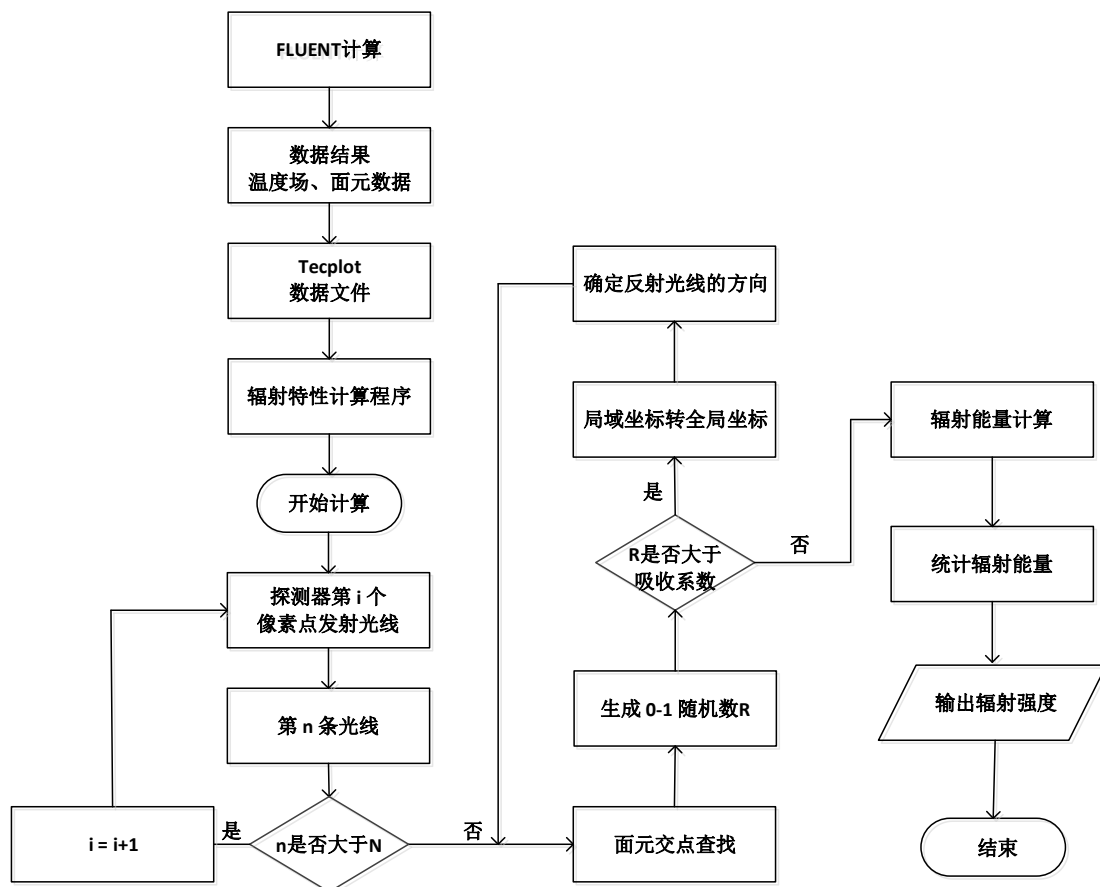 FLUENT计算
数据结果
温度场、面元数据
Tecplot
数据文件
辐射特性计算程序
开始计算
探测器第 i 个
像素点发射光线
第 n 条光线
n是否大于N
是
i = i+1
否
面元交点查找
生成 0-1 随机数R
R是否大于
吸收系数
是
局域坐标转全局坐标
确定反射光线的方向
否
辐射能量计算
统计辐射能量
输出辐射强度
结束